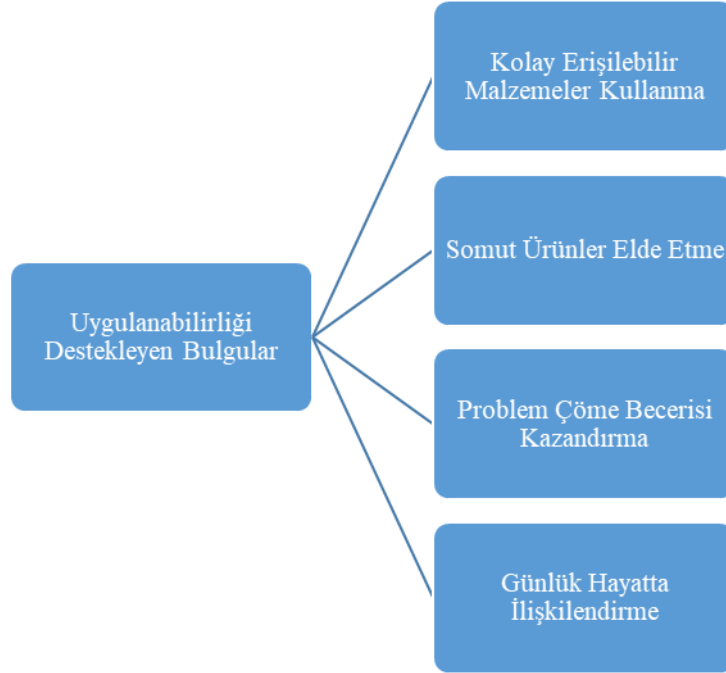 Kolay Erişilebilir
Malzemeler Kullanma
Somut Ürünler Elde Etme
Uygulanabilirliği
Destekleyen Bulgular
Problem Çöme Becerisi
Kazandırma
Günlük Hayatta
İlişkilendirme